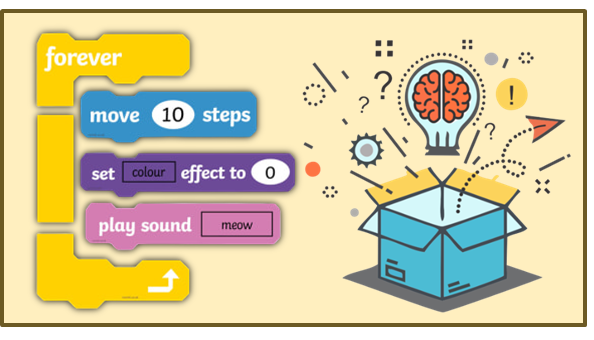 forever
move 10 steps
set colour effect to 0
play sound meow
?
?
!
?